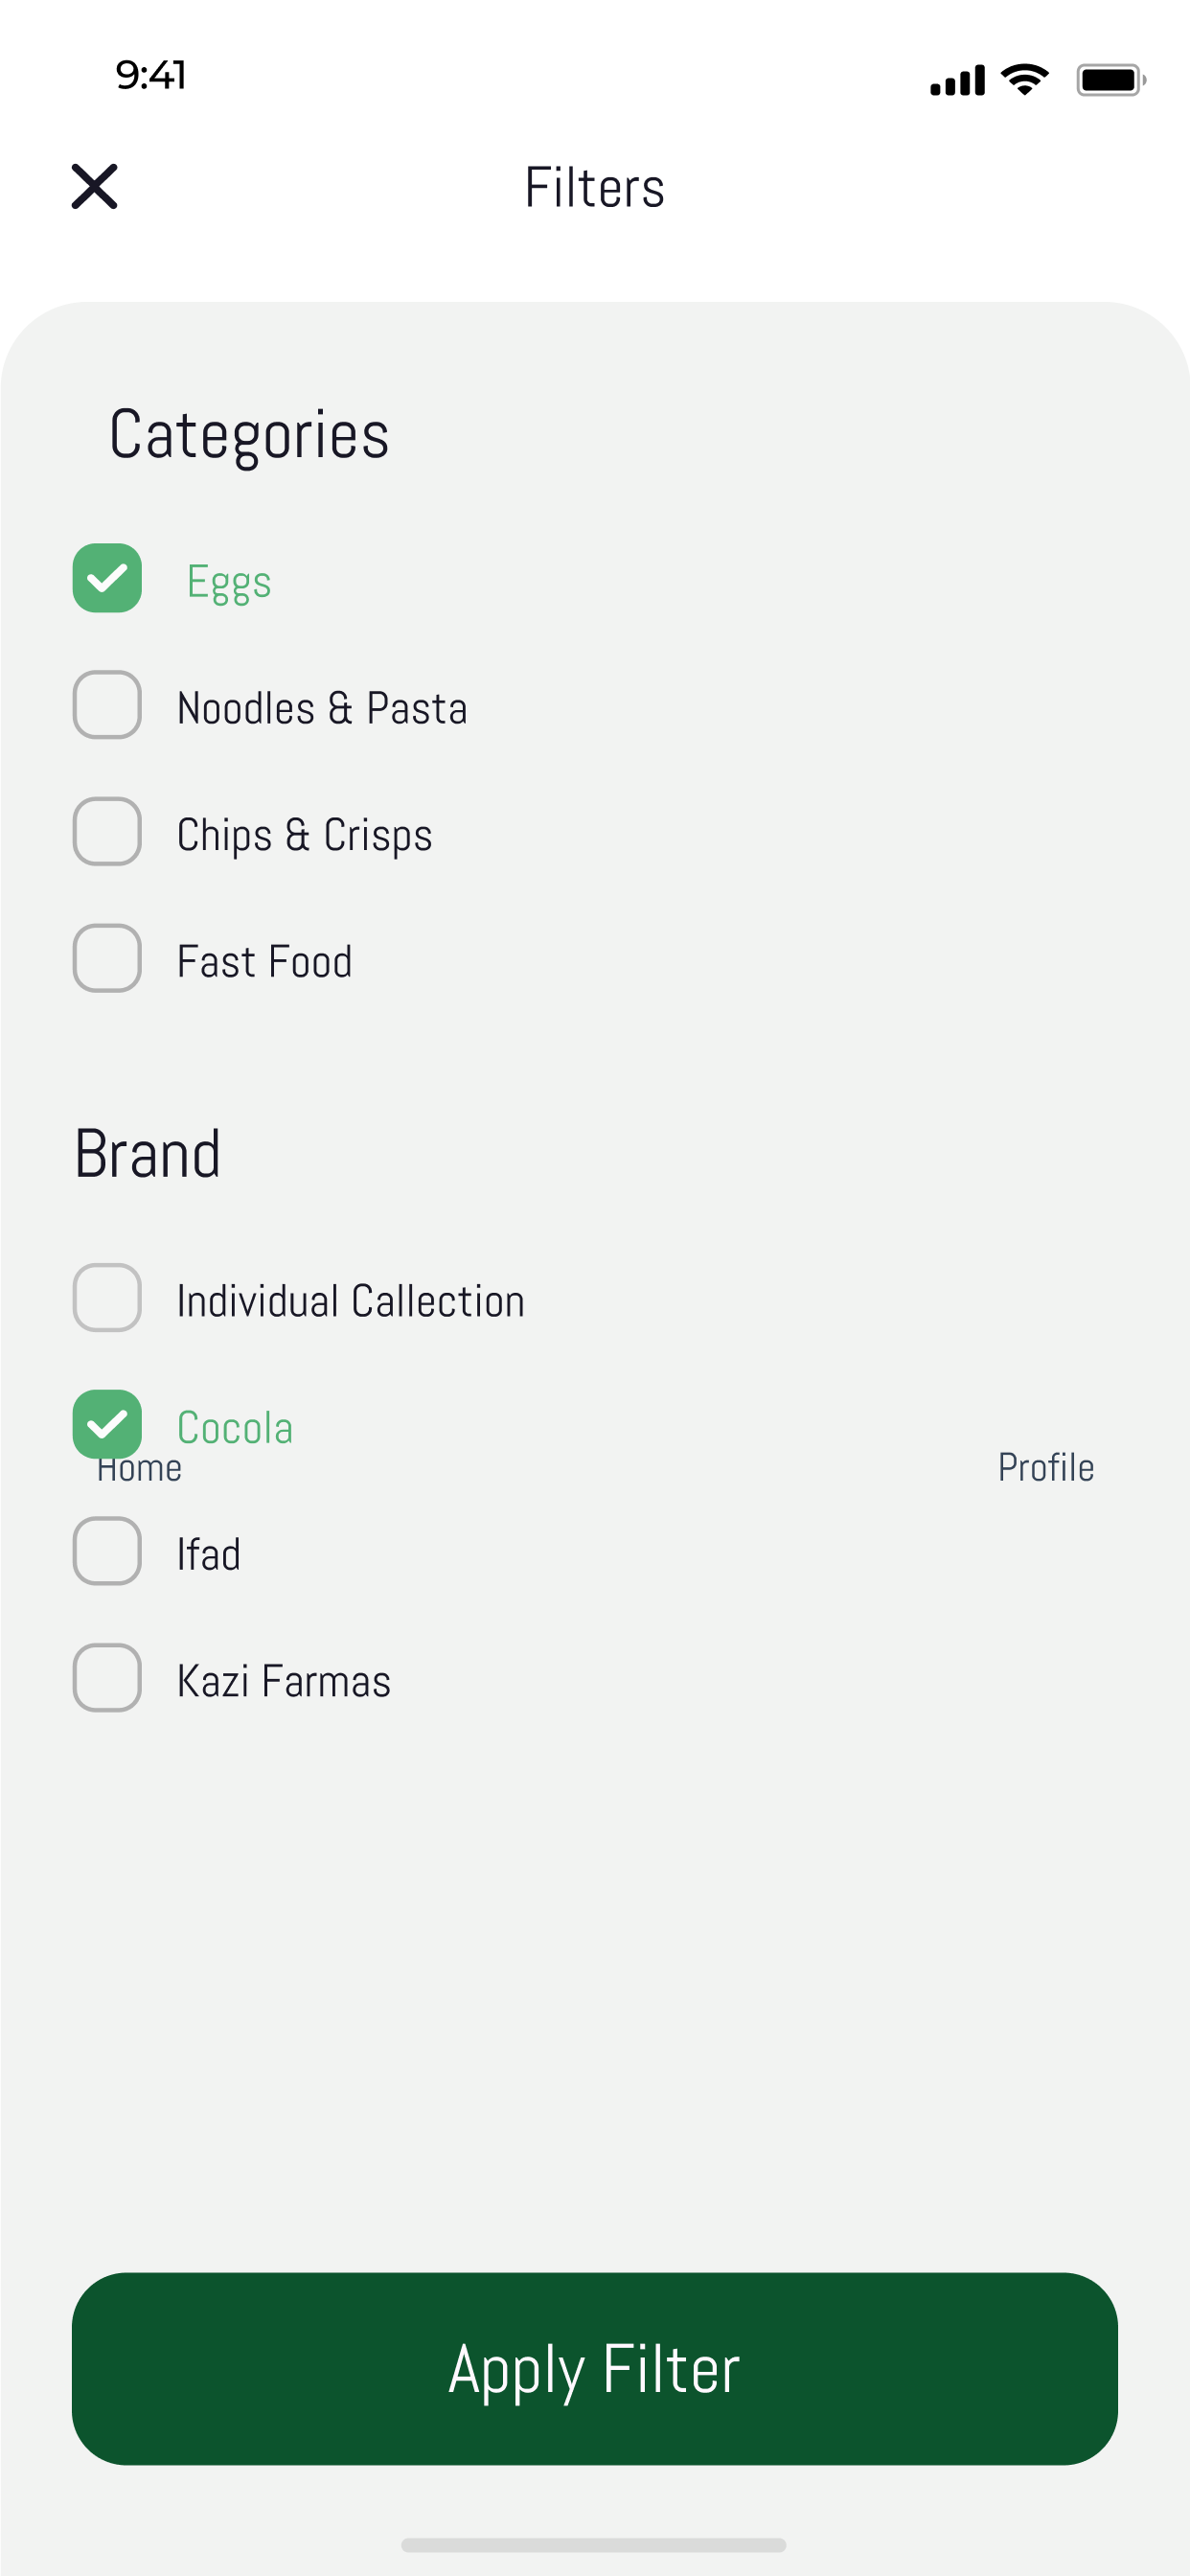 9:41
Filters
Categories
Eggs
Noodles & Pasta
Chips & Crisps
Fast Food
Brand
Individual Callection
Cocola
Home Profile
Ifad
Kazi Farmas
Apply Filter